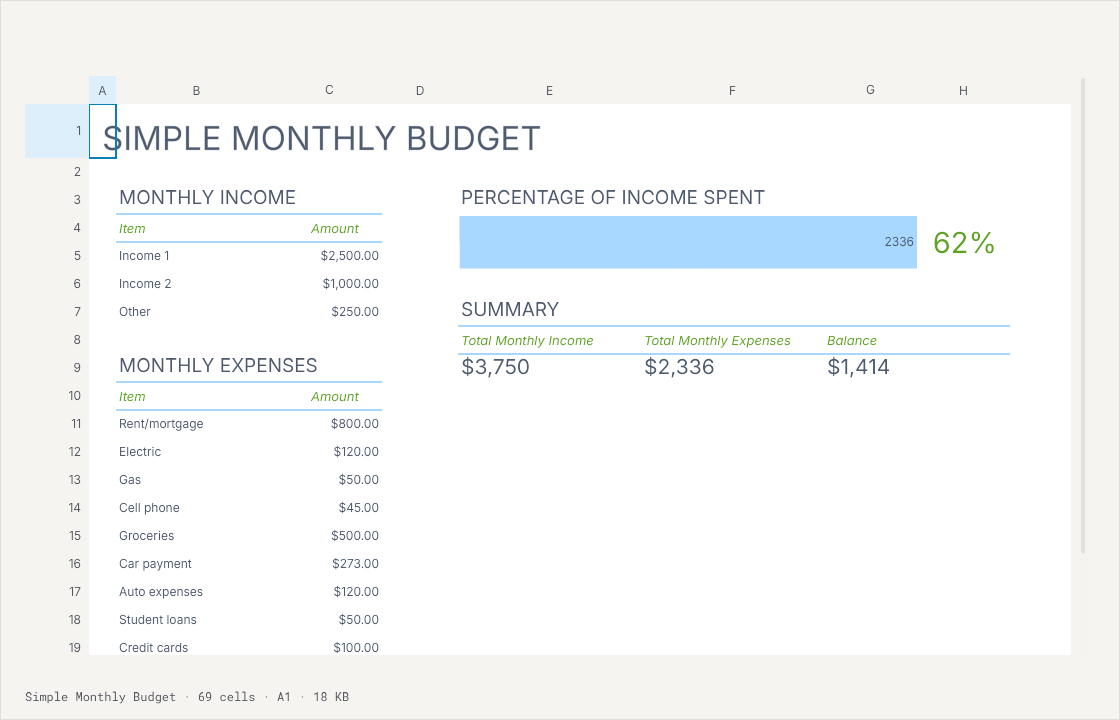 A B C D E F G H
1 SIMPLE MONTHLY BUDGET
2
3 MONTHLY INCOME PERCENTAGE OF INCOME SPENT
4 Item Amount 2336 62%
5 Income 1 $2,500.00
6 Income 2 $1,000.00
7 Other $250.00 SUMMARY
8 Total Monthly Income Total Monthly Expenses Balance
9 MONTHLY EXPENSES $3,750 $2,336 $1,414
10 Item Amount
11 Rent/mortgage $800.00
12 Electric $120.00
13 Gas $50.00
14 Cell phone $45.00
15 Groceries $500.00
16 Car payment $273.00
17 Auto expenses $120.00
18 Student loans $50.00
19 Credit cards $100.00
Simple Monthly Budget · 69 cells · A1 · 18 KB